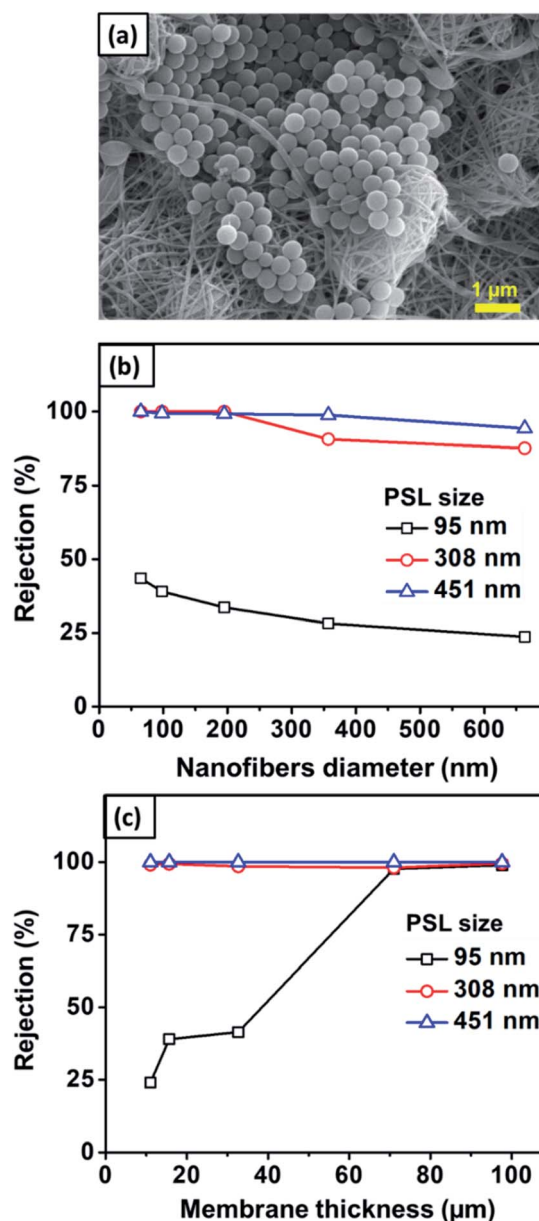 (a)
1 µm
(b)
100
75
50
25
0
Rejection (%)
PSL size
95 nm
308 nm
451 nm
0 100 200 300 400 500 600
Nanofibers diameter (nm)
(c)
100
75
50
25
0
Rejection (%)
PSL size
95 nm
308 nm
451 nm
0 20 40 60 80 100
Membrane thickness (µm)